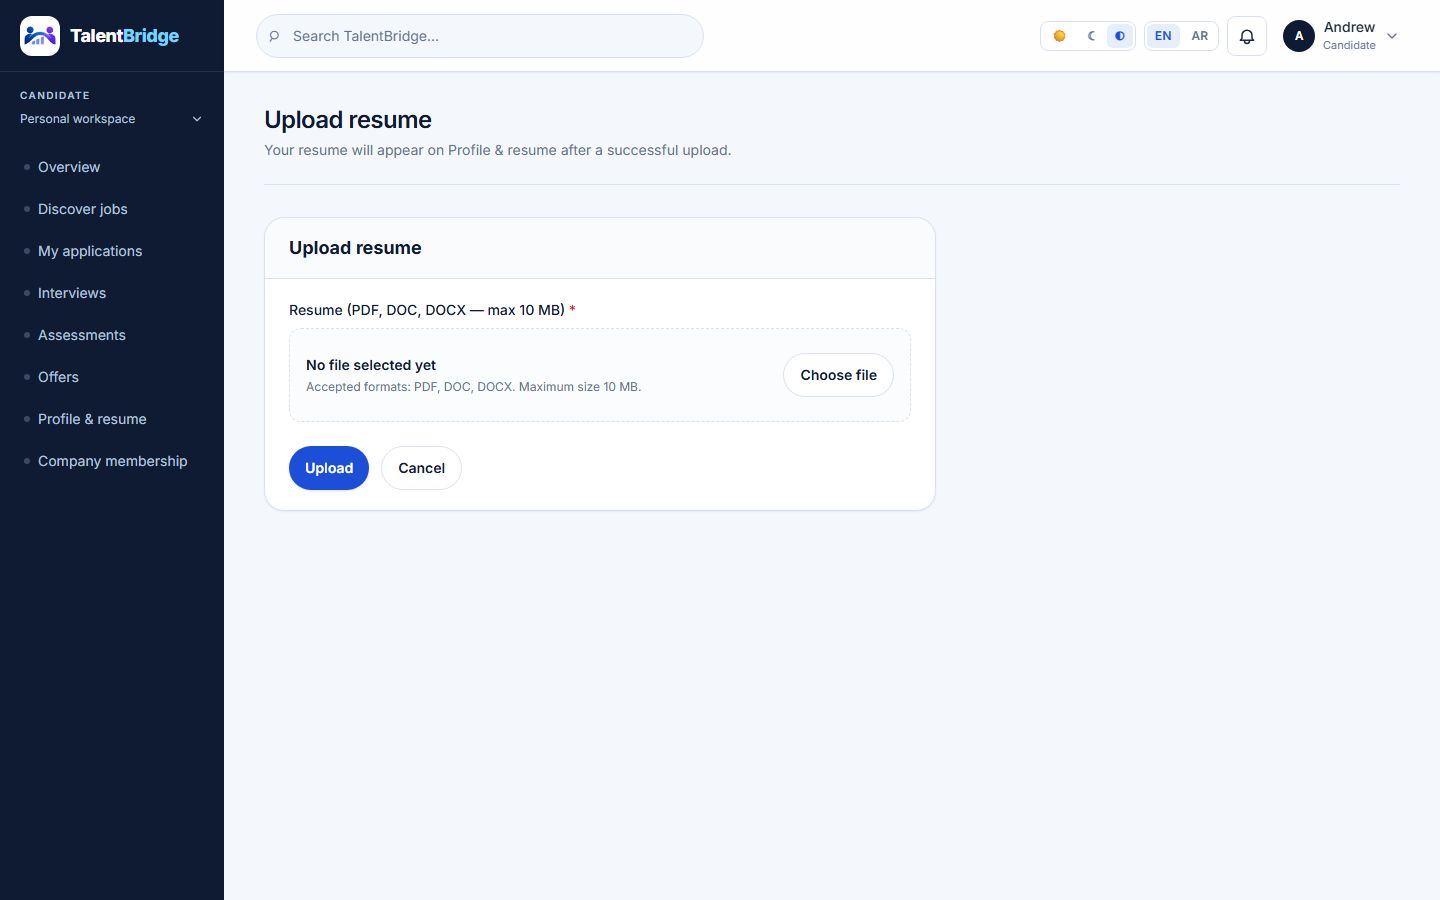 TalentBridge
Search TalentBridge...
EN
AR
A
Andrew
Candidate
CANDIDATE
Personal workspace
Overview
Discover jobs
My applications
Interviews
Assessments
Offers
Profile & resume
Company membership
Upload resume
Your resume will appear on Profile & resume after a successful upload.
Upload resume
Resume (PDF, DOC, DOCX — max 10 MB) *
No file selected yet
Accepted formats: PDF, DOC, DOCX. Maximum size 10 MB.
Choose file
Upload
Cancel